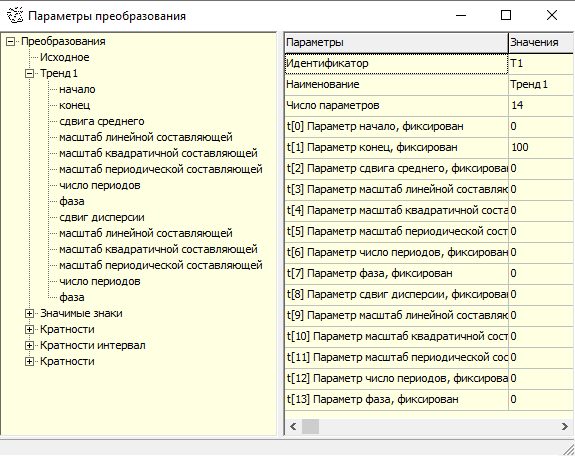 Параметры преобразования
Преобразования
Исходное
Тренд1
начало
конец
сдвига среднего
масштаб линейной составляющей
масштаб квадратичной составляющей
масштаб периодической составляющей
число периодов
фаза
сдвиг дисперсии
масштаб линейной составляющей
масштаб квадратичной составляющей
масштаб периодической составляющей
число периодов
фаза
Значимые знаки
Кратности
Кратности интервал
Кратности
Параметры Значения
Идентификатор T1
Наименование Тренд1
Число параметров 14
t[0] Параметр начало, фиксирован 0
t[1] Параметр конец, фиксирован 100
t[2] Параметр сдвига среднего, фиксирова 0
t[3] Параметр масштаб линейной составляю 0
t[4] Параметр масштаб квадратичной соста 0
t[5] Параметр масштаб периодической сост 0
t[6] Параметр число периодов, фиксирован 0
t[7] Параметр фаза, фиксирован 0
t[8] Параметр сдвиг дисперсии, фиксирован 0
t[9] Параметр масштаб линейной составляю 0
t[10] Параметр масштаб квадратичной сост 0
t[11] Параметр масштаб периодической сос 0
t[12] Параметр число периодов, фиксирова 0
t[13] Параметр фаза, фиксирован 0